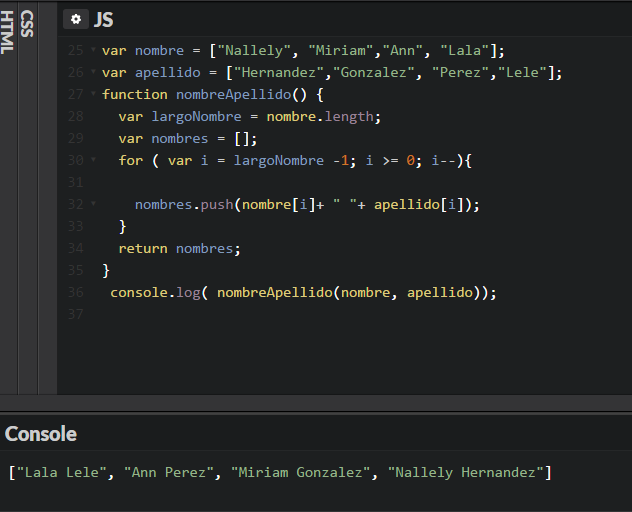 HTML
CSS
JS
25 var nombre = ["Nallely", "Miriam","Ann", "Lala"];
26 var apellido = ["Hernandez","Gonzalez", "Perez","Lele"];
27 function nombreApellido() {
28 var largoNombre = nombre.length;
29 var nombres = [];
30 for ( var i = largoNombre -1; i >= 0; i--){
31
32 nombres.push(nombre[i]+ " "+ apellido[i]);
33 }
34 return nombres;
35 }
36 console.log( nombreApellido(nombre, apellido));
37
Console
["Lala Lele", "Ann Perez", "Miriam Gonzalez", "Nallely Hernandez"]